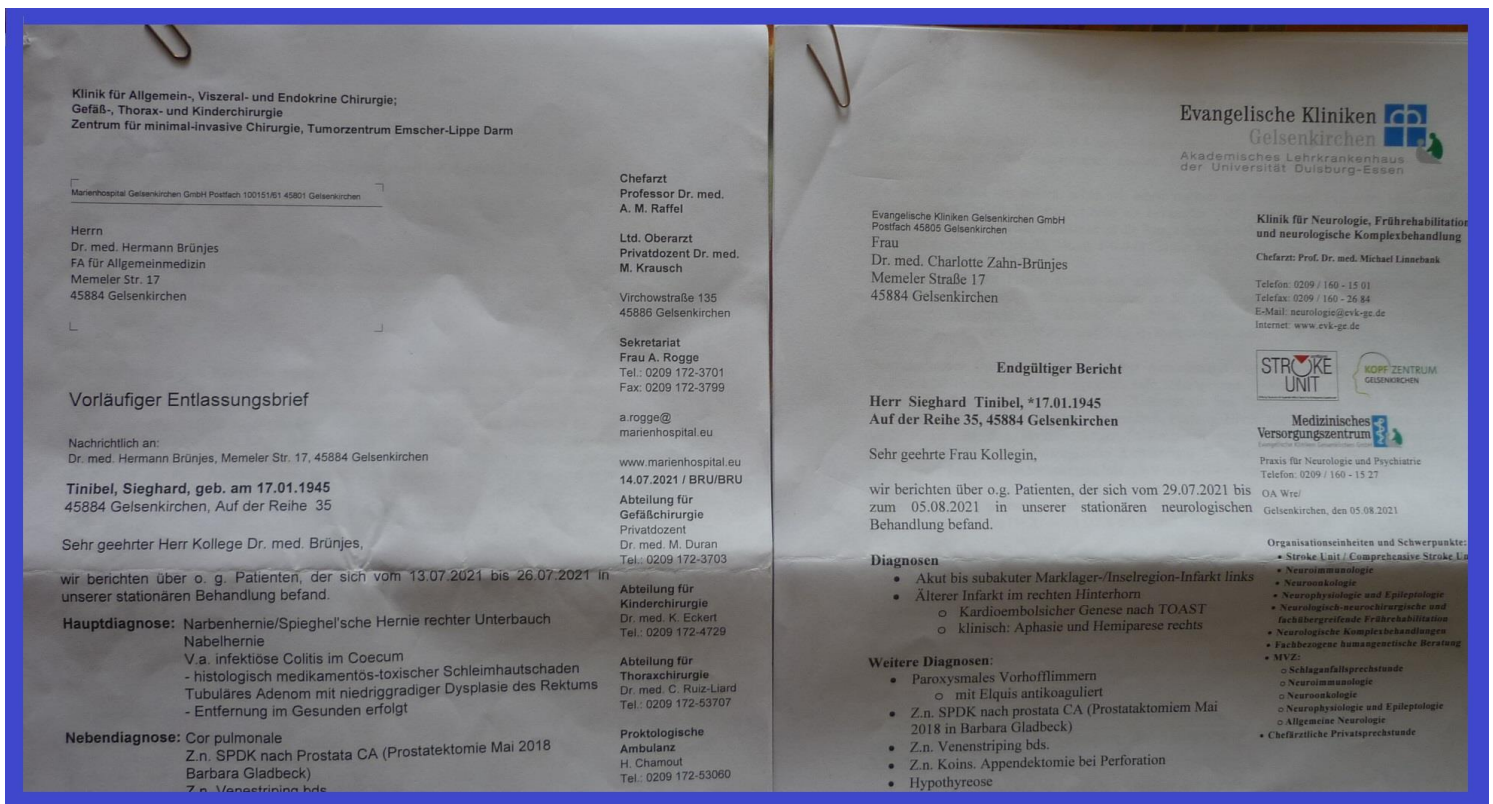 Klinik für Allgemein-, Viszeral- und Endokrine Chirurgie;
Gefäß-, Thorax- und Kinderchirurgie
Zentrum für minimal-invasive Chirurgie, Tumorzentrum Emscher-Lippe Darm
Marienhospital Gelsenkirchen GmbH Postfach 100151/61 45801 Gelsenkirchen
Herrn
Dr. med. Hermann Brünjes
FA für Allgemeinmedizin
Memeler Str. 17
45884 Gelsenkirchen
Vorläufiger Entlassungsbrief
Nachrichtlich an:
Dr. med. Hermann Brünjes, Memeler Str. 17, 45884 Gelsenkirchen
Tinibel, Sieghard, geb. am 17.01.1945
45884 Gelsenkirchen, Auf der Reihe 35
Sehr geehrter Herr Kollege Dr. med. Brünjes,
wir berichten über o. g. Patienten, der sich vom 13.07.2021 bis 26.07.2021 in
unserer stationären Behandlung befand.
Hauptdiagnose: Narbenhernie/Spieghel'sche Hernie rechter Unterbauch
Nabelhernie
V.a. infektiöse Colitis im Coecum
- histologisch medikamentös-toxischer Schleimhautschaden
Tubuläres Adenom mit niedriggradiger Dysplasie des Rektums
- Entfernung im Gesunden erfolgt
Nebendiagnose: Cor pulmonale
Z.n. SPDK nach Prostata CA (Prostatektomie Mai 2018
Barbara Gladbeck)
Z.n. Venestriping bds.
Chefarzt
Professor Dr. med.
A. M. Raffel
Ltd. Oberarzt
Privatdozent Dr. med.
M. Krausch
Virchowstraße 135
45886 Gelsenkirchen
Sekretariat
Frau A. Rogge
Tel.: 0209 172-3701
Fax: 0209 172-3799
a.rogge@
marienhospital.eu
www.marienhospital.eu
14.07.2021 / BRU/BRU
Abteilung für
Gefäßchirurgie
Privatdozent
Dr. med. M. Duran
Tel.: 0209 172-3703
Abteilung für
Kinderchirurgie
Dr. med. K. Eckert
Tel.: 0209 172-4729
Abteilung für
Thoraxchirurgie
Dr. med. C. Ruiz-Liard
Tel.: 0209 172-53707
Proktologische
Ambulanz
H. Chamout
Tel.: 0209 172-53060
Evangelische Kliniken
Gelsenkirchen
Akademisches Lehrkrankenhaus
der Universität Duisburg-Essen
Evangelische Kliniken Gelsenkirchen GmbH
Postfach 45805 Gelsenkirchen
Frau
Dr. med. Charlotte Zahn-Brünjes
Memeler Straße 17
45884 Gelsenkirchen
Endgültiger Bericht
Herr Sieghard Tinibel, *17.01.1945
Auf der Reihe 35, 45884 Gelsenkirchen
Sehr geehrte Frau Kollegin,
wir berichten über o.g. Patienten, der sich vom 29.07.2021 bis
zum 05.08.2021 in unserer stationären neurologischen
Behandlung befand.
Diagnosen
• Akut bis subakuter Marklager-/Inselregion-Infarkt links
• Älterer Infarkt im rechten Hinterhorn
o Kardioembolsicher Genese nach TOAST
o klinisch: Aphasie und Hemiparese rechts
Weitere Diagnosen:
• Paroxysmales Vorhofflimmern
o mit Elquis antikoaguliert
• Z.n. SPDK nach prostata CA (Prostataktomiem Mai
2018 in Barbara Gladbeck)
• Z.n. Venenstriping bds.
• Z.n. Koins. Appendektomie bei Perforation
• Hypothyreose
Klinik für Neurologie, Frührehabilitation
und neurologische Komplexbehandlung
Chefarzt: Prof. Dr. med. Michael Linnebank
Telefon: 0209 / 160 - 15 01
Telefax: 0209 / 160 - 26 84
E-Mail: neurologie@evk-ge.de
Internet: www.evk-ge.de
STROKE
UNIT
KOPF ZENTRUM
GELSENKIRCHEN
Medizinisches
Versorgungszentrum
Praxis für Neurologie und Psychiatrie
Telefon: 0209 / 160 - 15 27
OA Wre/
Gelsenkirchen, den 05.08.2021
Organisationseinheiten und Schwerpunkte:
• Stroke Unit / Comprehensive Stroke Un
• Neuroimmunologie
• Neuroonkologie
• Neurophysiologie und Epileptologie
• Neurologisch-neurochirurgische und
fachübergreifende Frührehabilitation
• Neurologische Komplexbehandlungen
• Fachbezogene humangenetische Beratung
• MVZ:
o Schlaganfallsprechstunde
o Neuroimmunologie
o Neuroonkologie
o Neurophysiologie und Epileptologie
o Allgemeine Neurologie
• Chefärztliche Privatsprechstunde